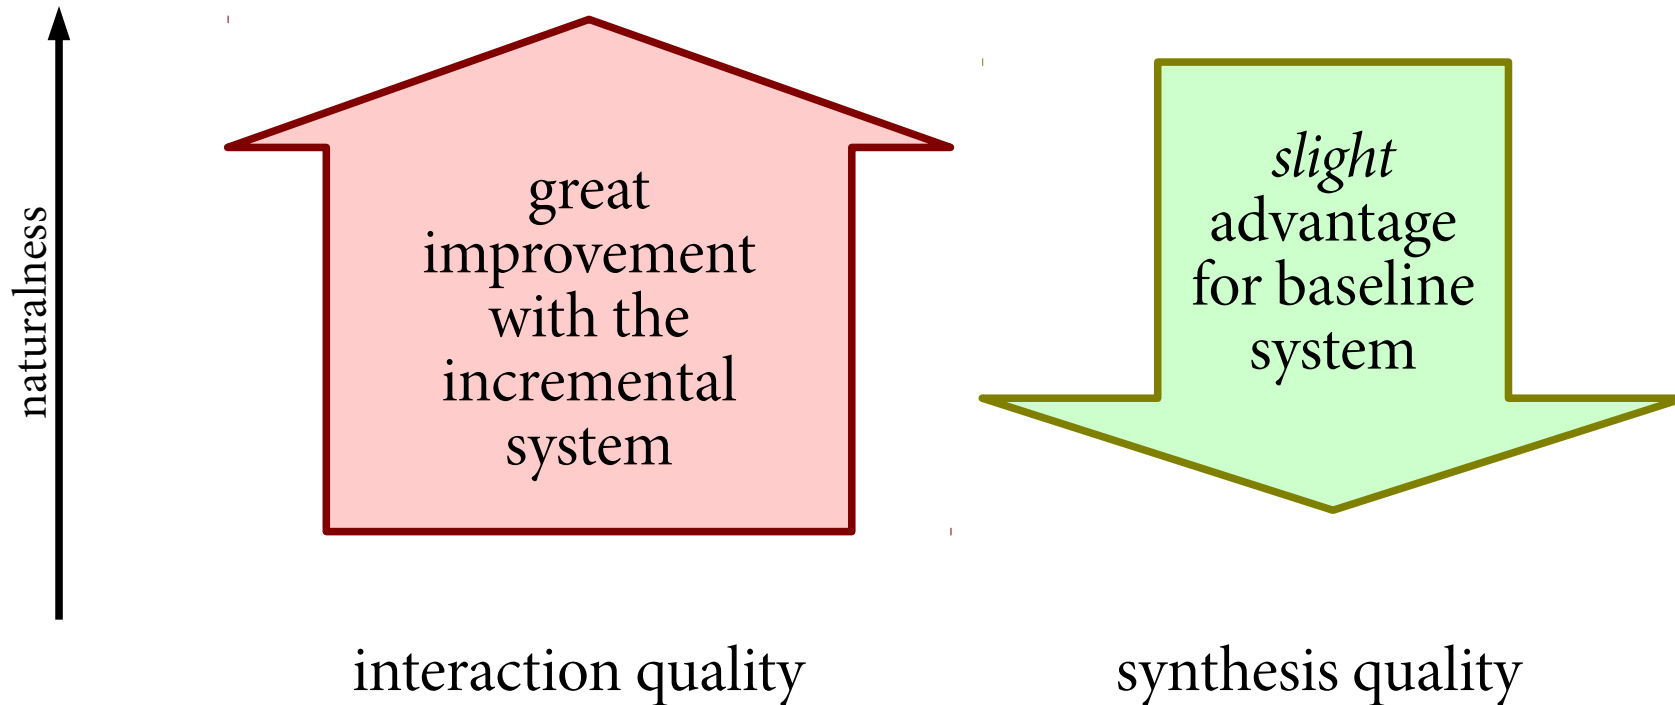 naturalness
great
improvement
with the
incremental
system
slight
advantage
for baseline
system
interaction quality
synthesis quality